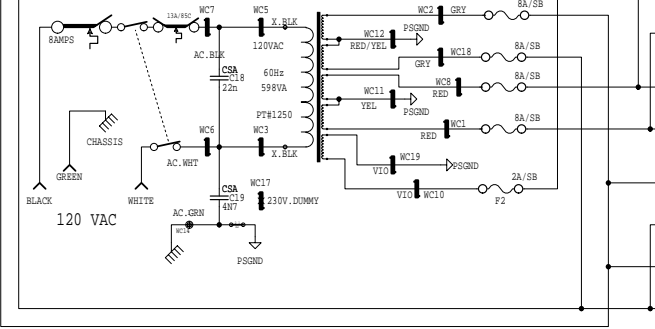 8AMPS
13A/85C
WC7
WC5
X.BLK
AC.BLK
120VAC
CSA
C18
22n
60Hz
598VA
PT#1250
WC6
WC3
X.BLK
AC.WHT
CHASSIS
GREEN
BLACK
WHITE
120 VAC
CSA
C19
4N7
WC17
230V.DUMMY
AC.GRN
WC14
PSGND
WC2
GRY
8A/SB
WC12
RED/YEL
PSGND
WC18
GRY
8A/SB
WC8
RED
8A/SB
WC11
YEL
PSGND
WC1
RED
8A/SB
WC19
VIO
PSGND
VIO
WC10
2A/SB
F2